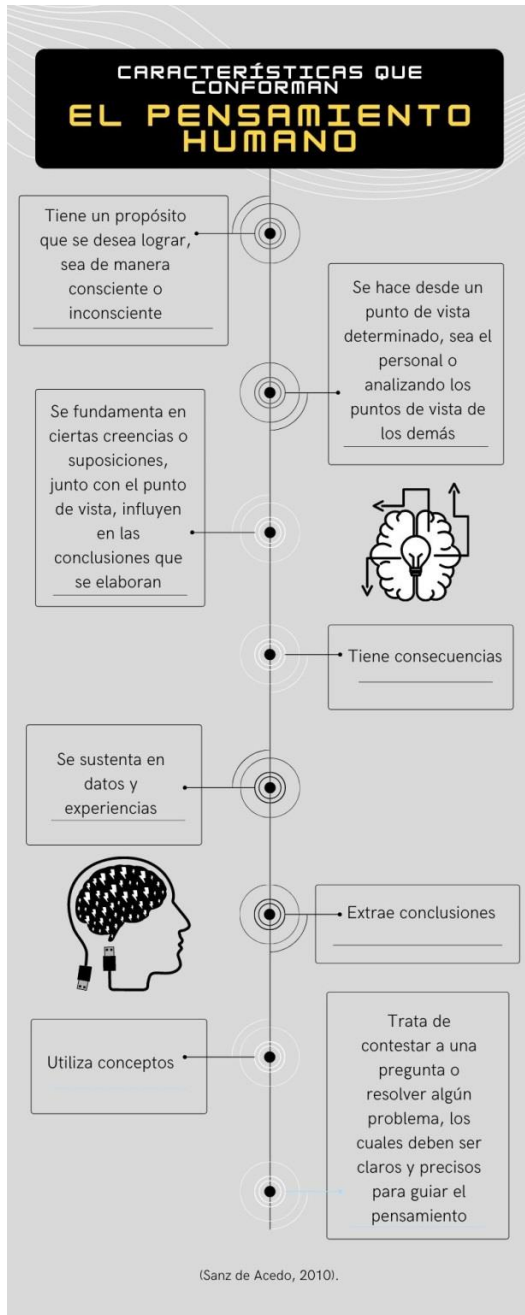 CARACTERÍSTICAS QUE
CONFORMAN
EL PENSAMIENTO
HUMANO
Tiene un propósito
que se desea lograr,
sea de manera
consciente o
inconsciente
Se hace desde un
punto de vista
determinado, sea el
personal o
analizando los
puntos de vista de
los demás
Se fundamenta en
ciertas creencias o
suposiciones,
junto con el punto
de vista, influyen
en las
conclusiones que
se elaboran
Tiene consecuencias
Se sustenta en
datos y
experiencias
Extrae conclusiones
Utiliza conceptos
Trata de
contestar a una
pregunta o
resolver algún
problema, los
cuales deben ser
claros y precisos
para guiar el
pensamiento
(Sanz de Acedo, 2010).